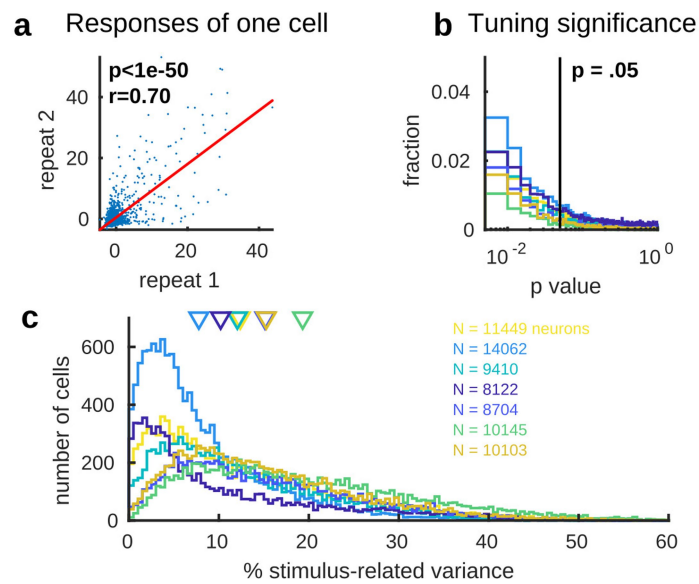 a Responses of one cell
p<1e-50
r=0.70
40
20
0
repeat 2
0 20 40
repeat 1
b Tuning significance
p = .05
0.04
0.02
0
fraction
10-2 100
p value
c
600
400
200
0
number of cells
0 10 20 30 40 50 60
% stimulus-related variance
N = 11449 neurons
N = 14062
N = 9410
N = 8122
N = 8704
N = 10145
N = 10103